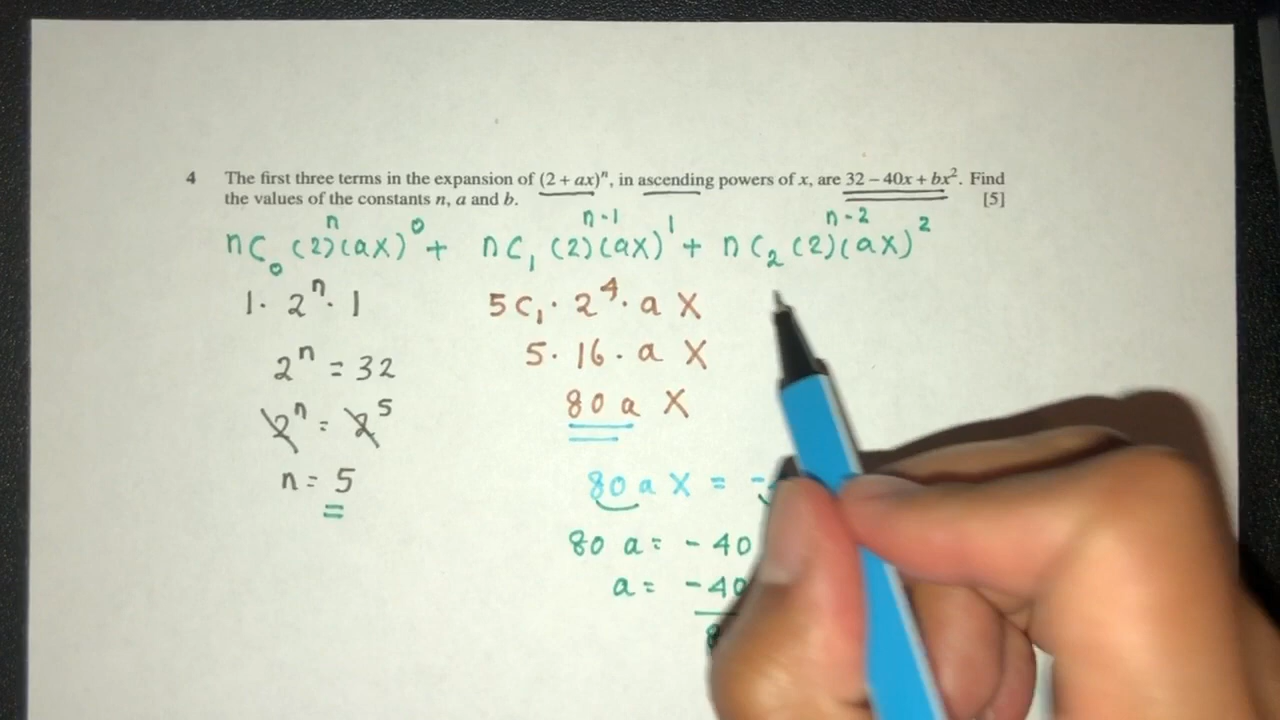 4 The first three terms in the expansion of (2 + ax)ⁿ, in ascending powers of x, are 32 – 40x + bx². Find
the values of the constants n, a and b. [5]
nC₀ (2)ⁿ (ax)⁰ + nC₁ (2)ⁿ⁻¹ (ax)¹ + nC₂ (2)ⁿ⁻² (ax)²
1 · 2ⁿ · 1 5C₁ · 2⁴ · a x
2ⁿ = 32 5 · 16 · a x
2ⁿ = 2⁵ 80 a x
n = 5 80 a x = -
80 a = - 40
a = - 40